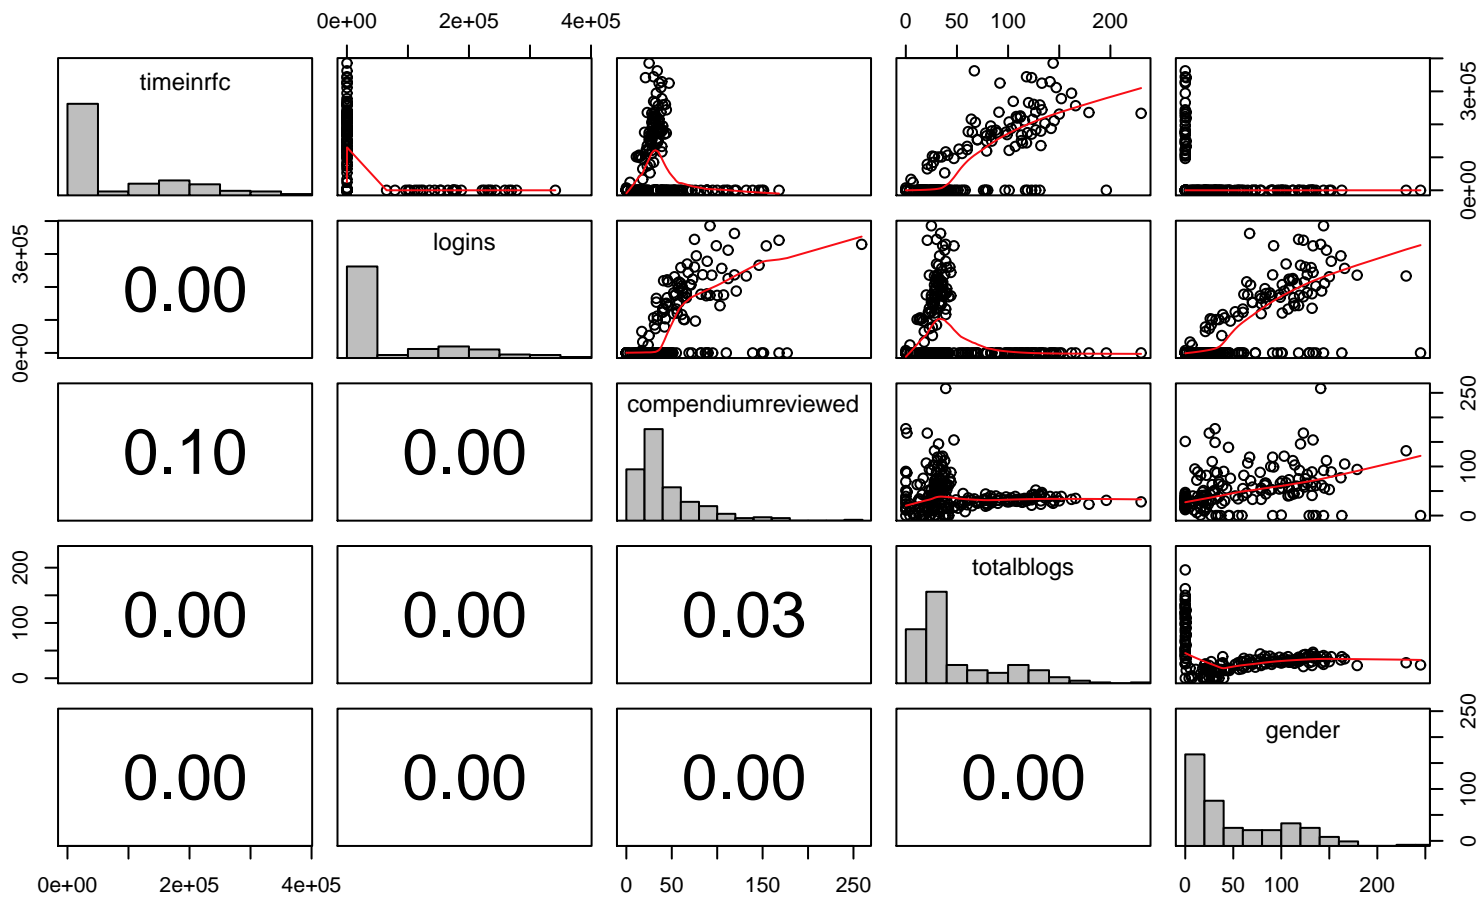 0e+00 2e+05 4e+05 0 50 100 200
timeinrfc
0e+00 3e+05
logins
0e+00 3e+05
0.00
compendiumreviewed
0.10 0.00
0 100 250
totalblogs
0 100 200
0.00 0.00 0.03
gender
0.00 0.00 0.00 0.00
0 100 250
0e+00 2e+05 4e+05 0 50 150 250 0 50 100 200